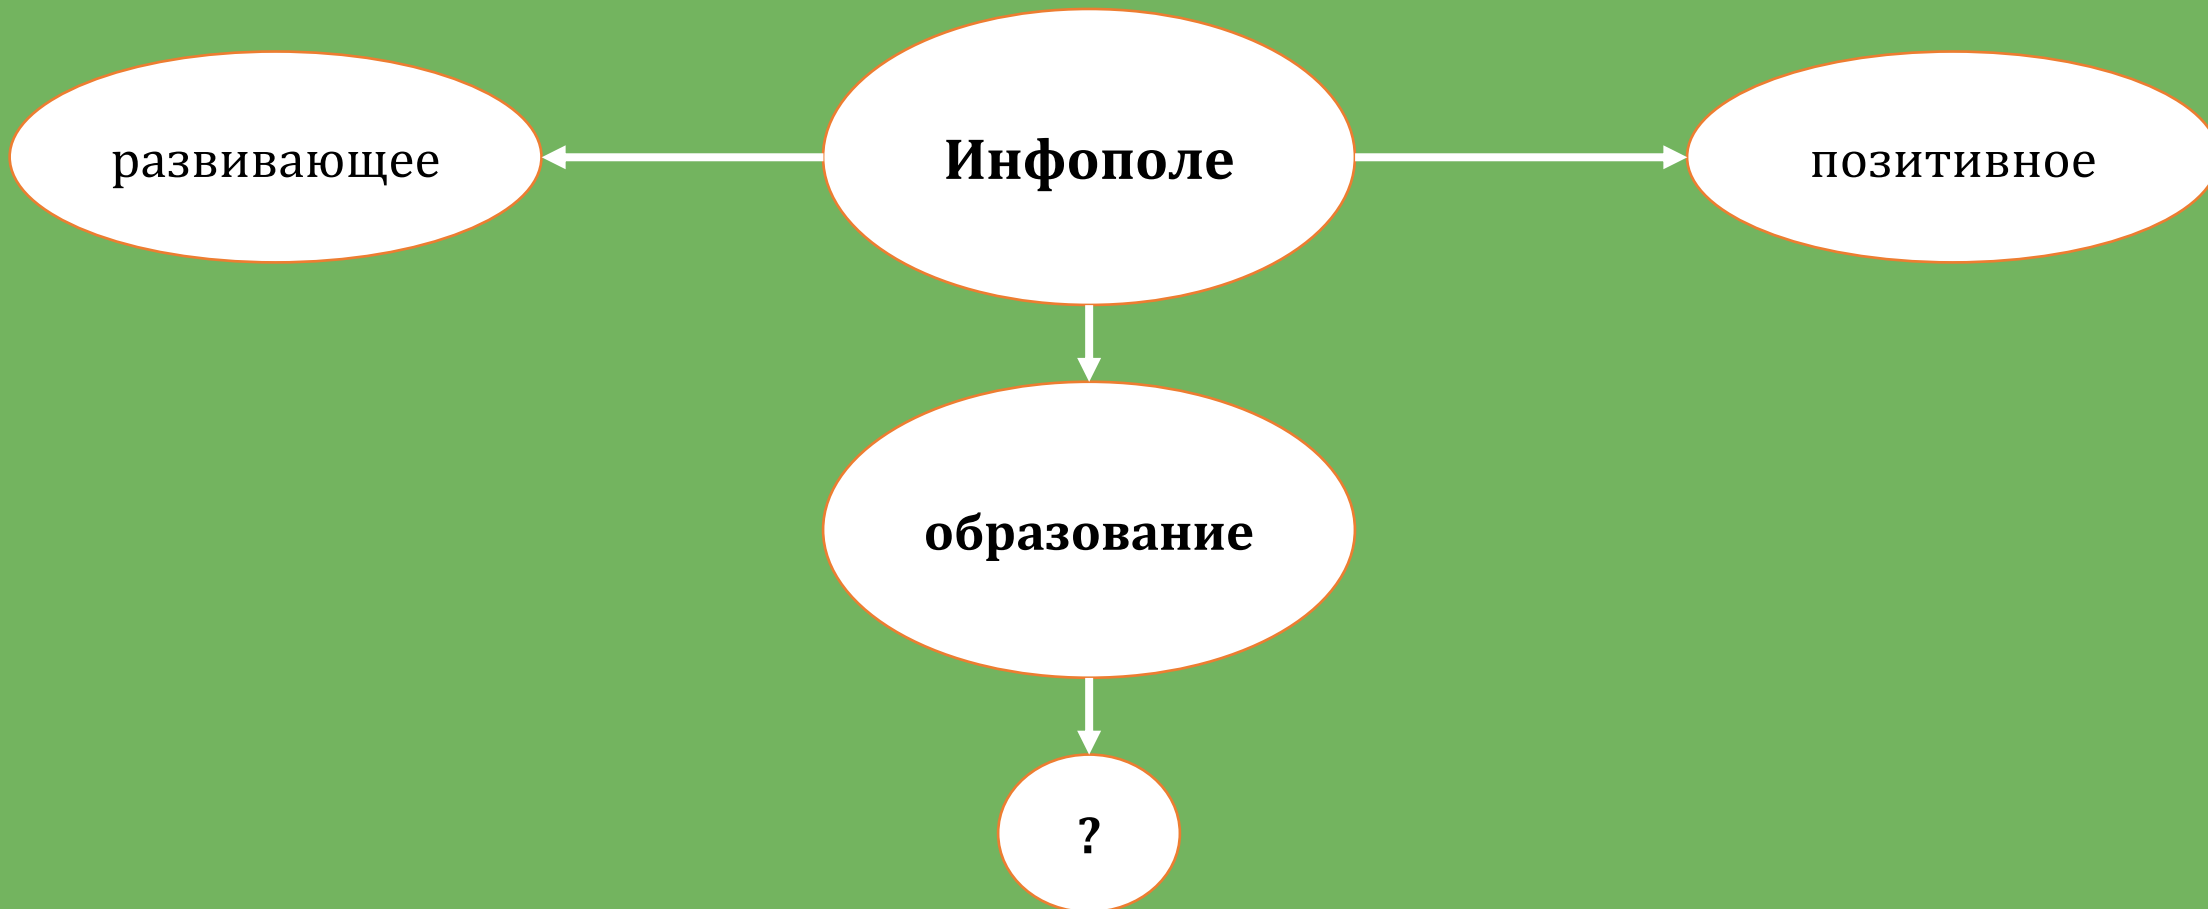 развивающее
Инфополе
позитивное
образование
?